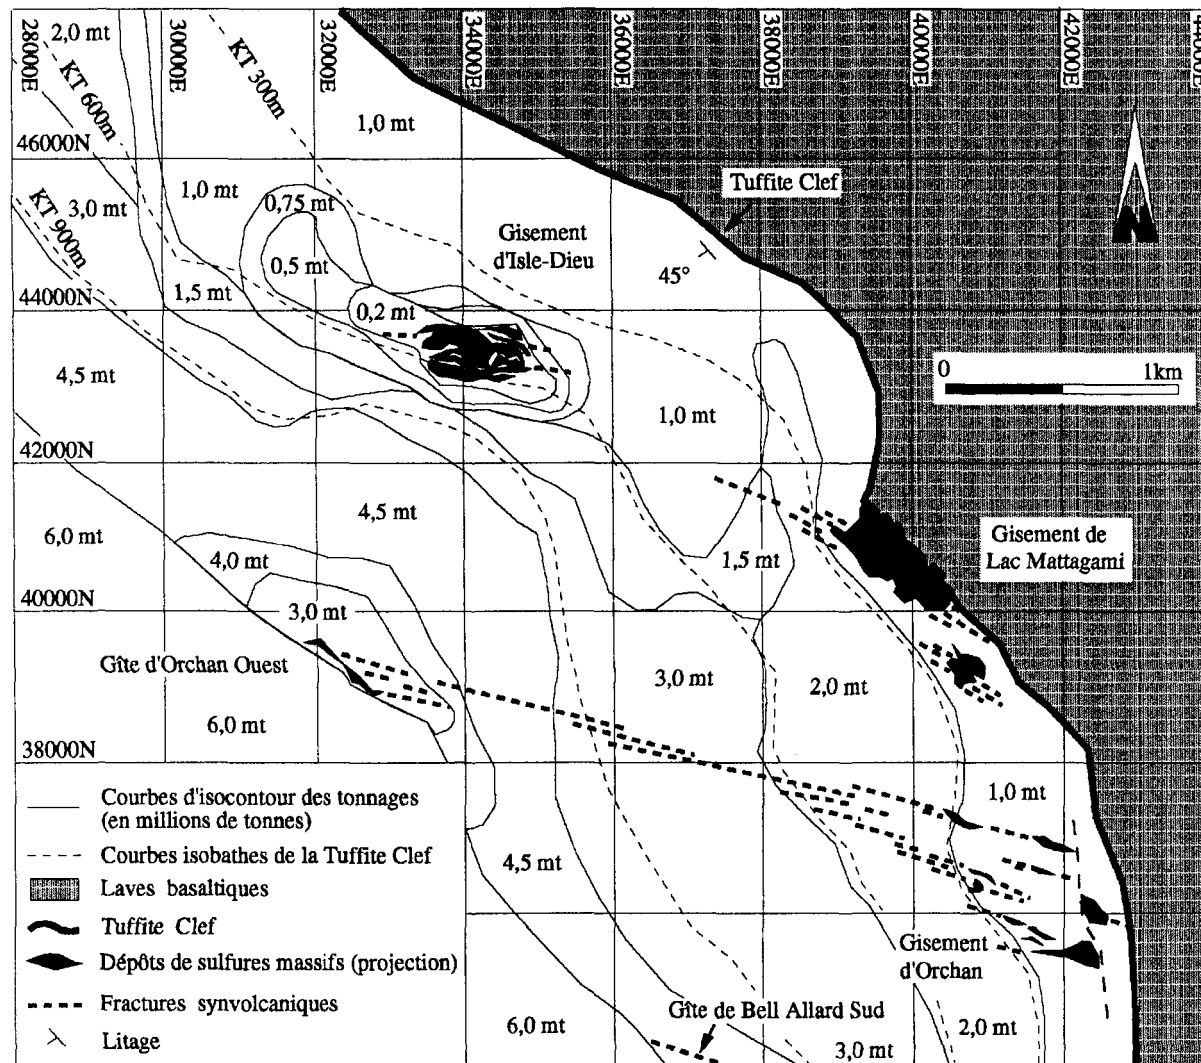 28000E
30000E
32000E
34000E
36000E
38000E
40000E
42000E
2,0 mt
KT 600m
KT 300m
1,0 mt
46000N
Tuffite Clef
1,0 mt
3,0 mt
0,75 mt
KT 900m
Gisement
d'Isle-Dieu
45°
0,5 mt
1,5 mt
44000N
0,2 mt
N
0
1km
4,5 mt
1,0 mt
42000N
4,5 mt
Gisement de
Lac Mattagami
6,0 mt
4,0 mt
1,5 mt
40000N
3,0 mt
Gîte d'Orchan Ouest
3,0 mt
2,0 mt
6,0 mt
38000N
1,0 mt
Courbes d'isocontour des tonnages
(en millions de tonnes)
Courbes isobathes de la Tuffite Clef
4,5 mt
Laves basaltiques
Tuffite Clef
Dépôts de sulfures massifs (projection)
Gisement
d'Orchan
Fractures synvolcaniques
Gîte de Bell Allard Sud
Litage
6,0 mt
3,0 mt
2,0 mt